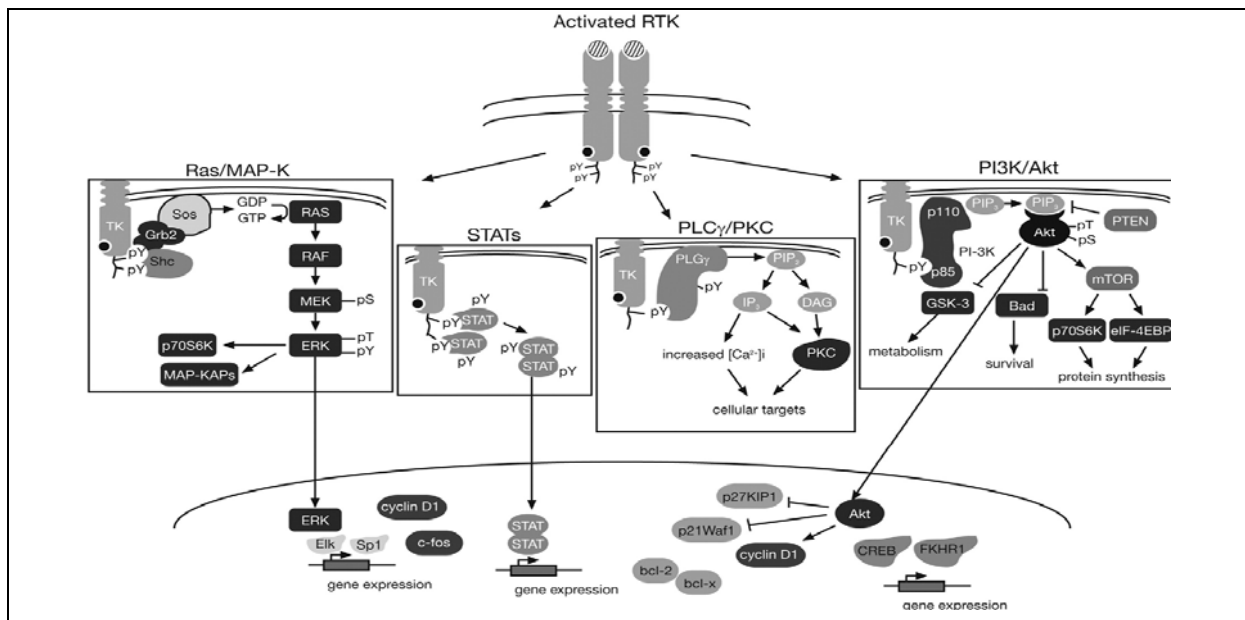 Activated RTK
pY
pY
pY
pY
Ras/MAP-K
TK
Sos
GDP
GTP
RAS
Grb2
pY
pY
Shc
RAF
MEK
pS
ERK
pT
pY
p70S6K
MAP-KAPs
STATs
TK
pY
pY
STAT
STAT
pY
pY
STAT
STAT
pY
PLCγ/PKC
TK
PLGγ
pY
pY
PIP₃
IP₃
DAG
increased [Ca²⁻]i
PKC
cellular targets
PI3K/Akt
TK
p110
PIP₃
PIP₃
PTEN
Akt
pT
pS
PI-3K
pY
p85
GSK-3
Bad
mTOR
p70S6K
eIF-4EBP
metabolism
survival
protein synthesis
ERK
Elk
Sp1
cyclin D1
c-fos
gene expression
STAT
STAT
gene expression
p27KIP1
p21Waf1
Akt
cyclin D1
bcl-2
bcl-x
CREB
FKHR1
gene expression